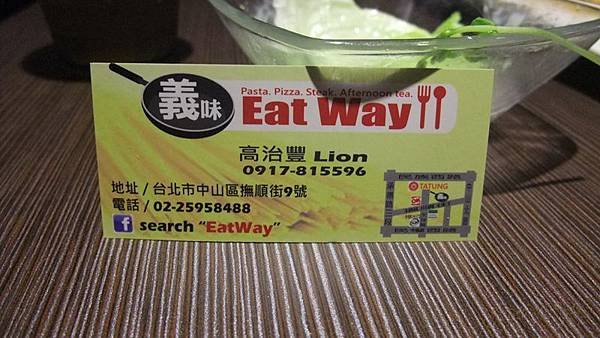 義味
Pasta. Pizza. Steak. Afternoon tea.
Eat Way
高治豐 Lion
0917-815596
地址 / 台北市中山區撫順街9號
電話 / 02-25958488
f search "EatWay"
TATUNG